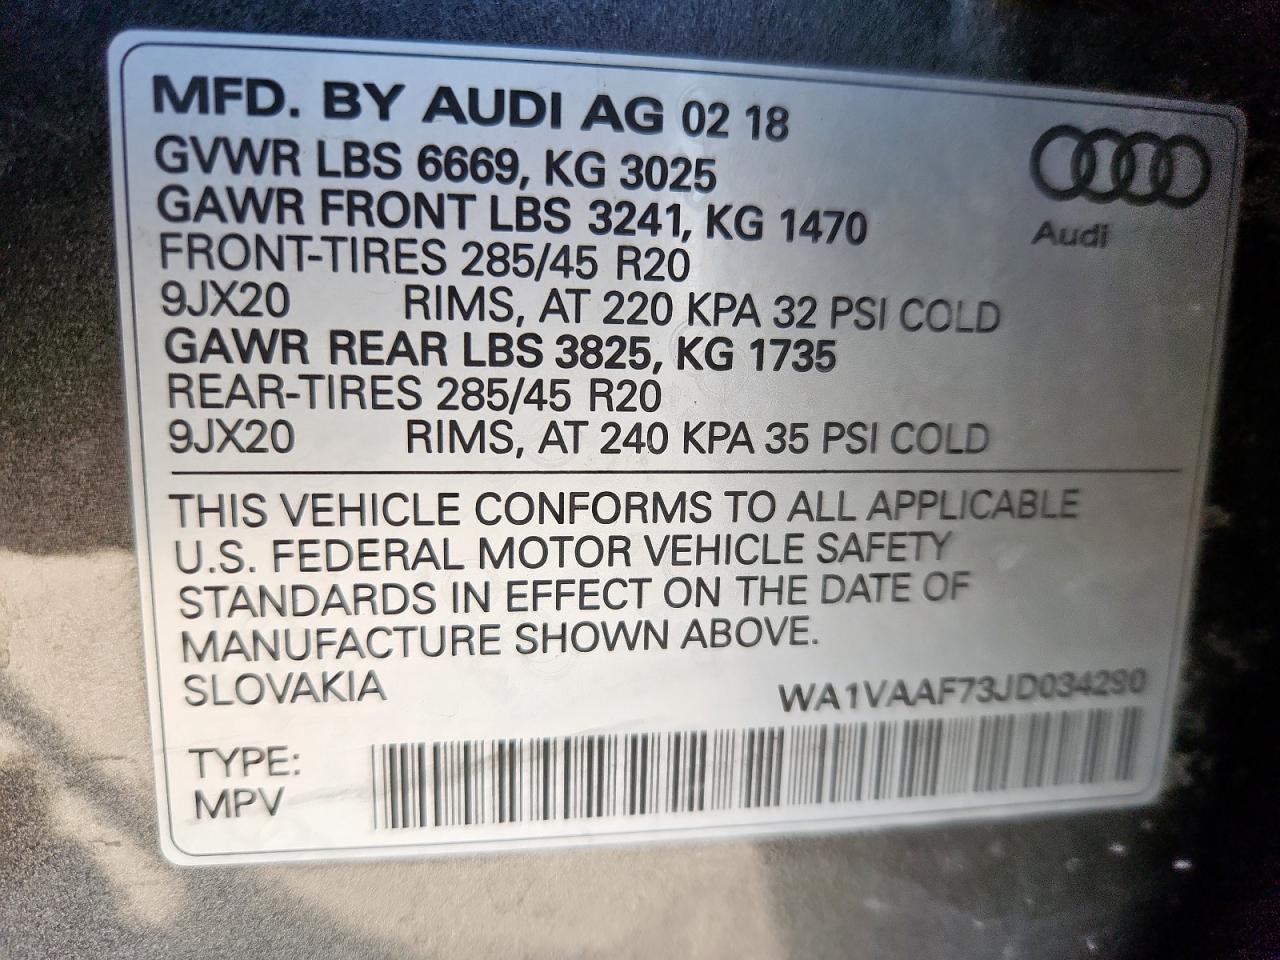 MFD. BY AUDI AG 02 18
GVWR LBS 6669, KG 3025
GAWR FRONT LBS 3241, KG 1470
FRONT-TIRES 285/45 R20
9JX20 RIMS, AT 220 KPA 32 PSI COLD
GAWR REAR LBS 3825, KG 1735
REAR-TIRES 285/45 R20
9JX20 RIMS, AT 240 KPA 35 PSI COLD
Audi
THIS VEHICLE CONFORMS TO ALL APPLICABLE
U.S. FEDERAL MOTOR VEHICLE SAFETY
STANDARDS IN EFFECT ON THE DATE OF
MANUFACTURE SHOWN ABOVE.
SLOVAKIA WA1VAAF73JD034290
TYPE:
MPV